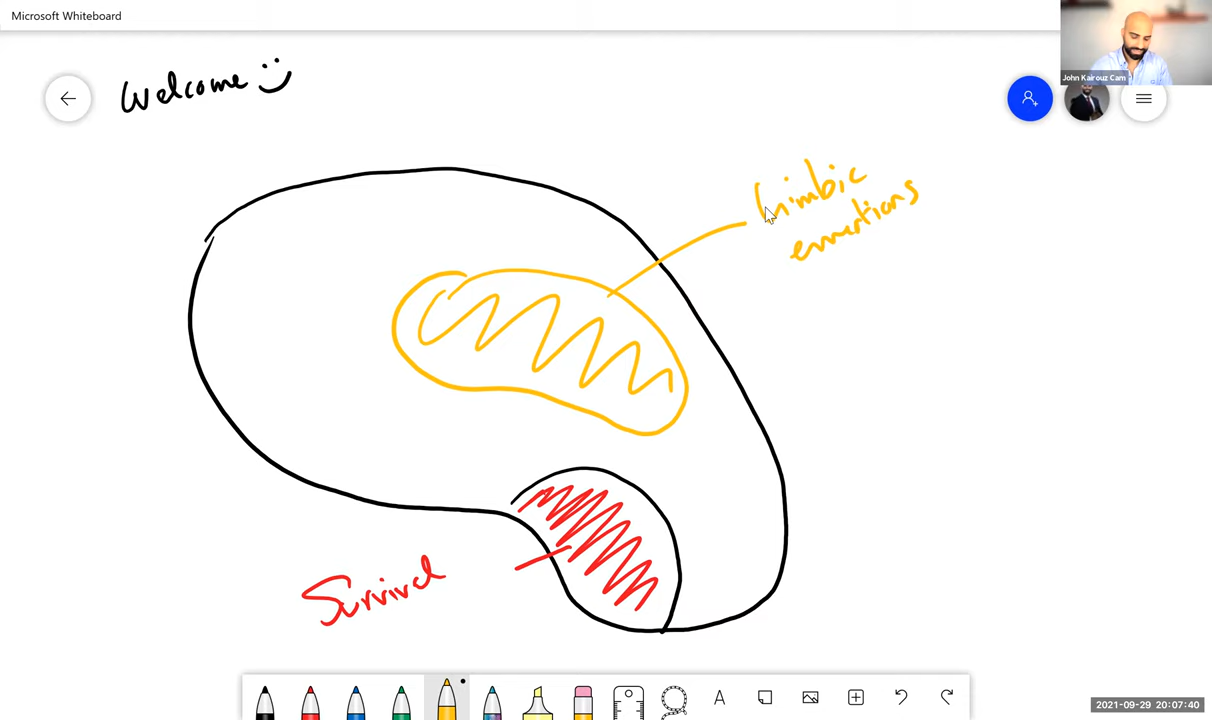 Microsoft Whiteboard
John Kairouz Cam
Welcome :)
Limbic
emotions
Survival
A
2021-09-29 20:07:40